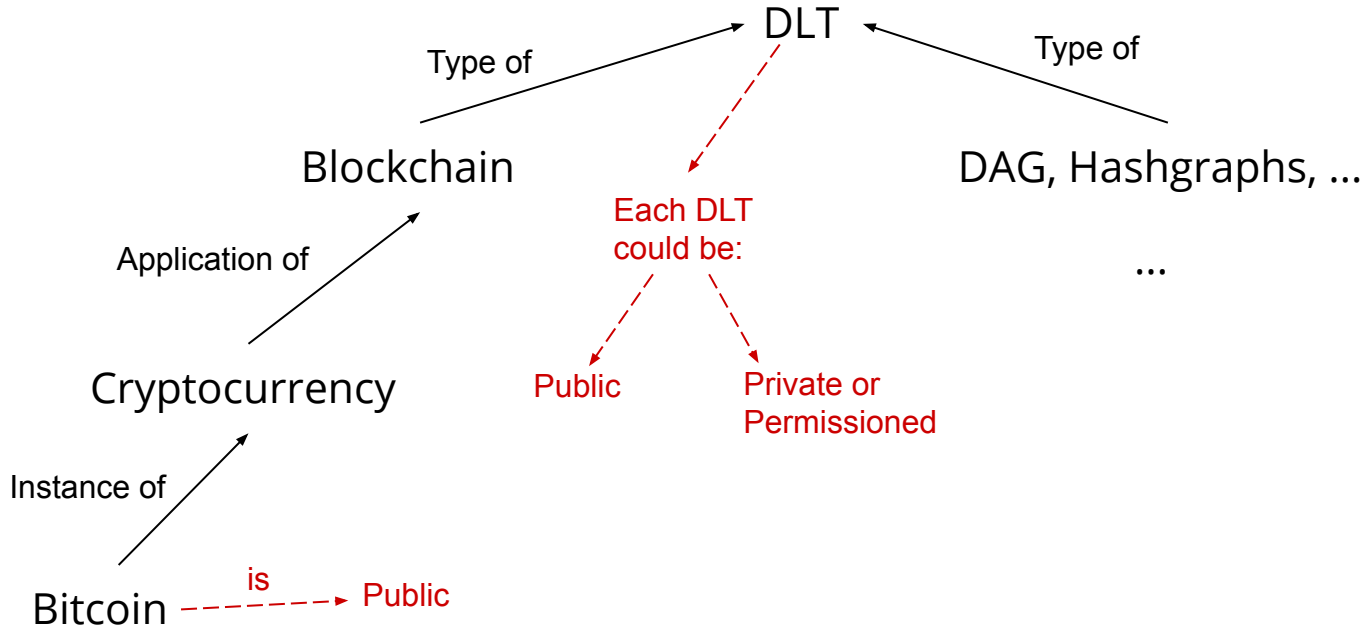 DLT
Type of
Type of
Blockchain
DAG, Hashgraphs, ...
Each DLT
could be:
Application of
...
Cryptocurrency
Public
Private or
Permissioned
Instance of
is
Bitcoin
Public